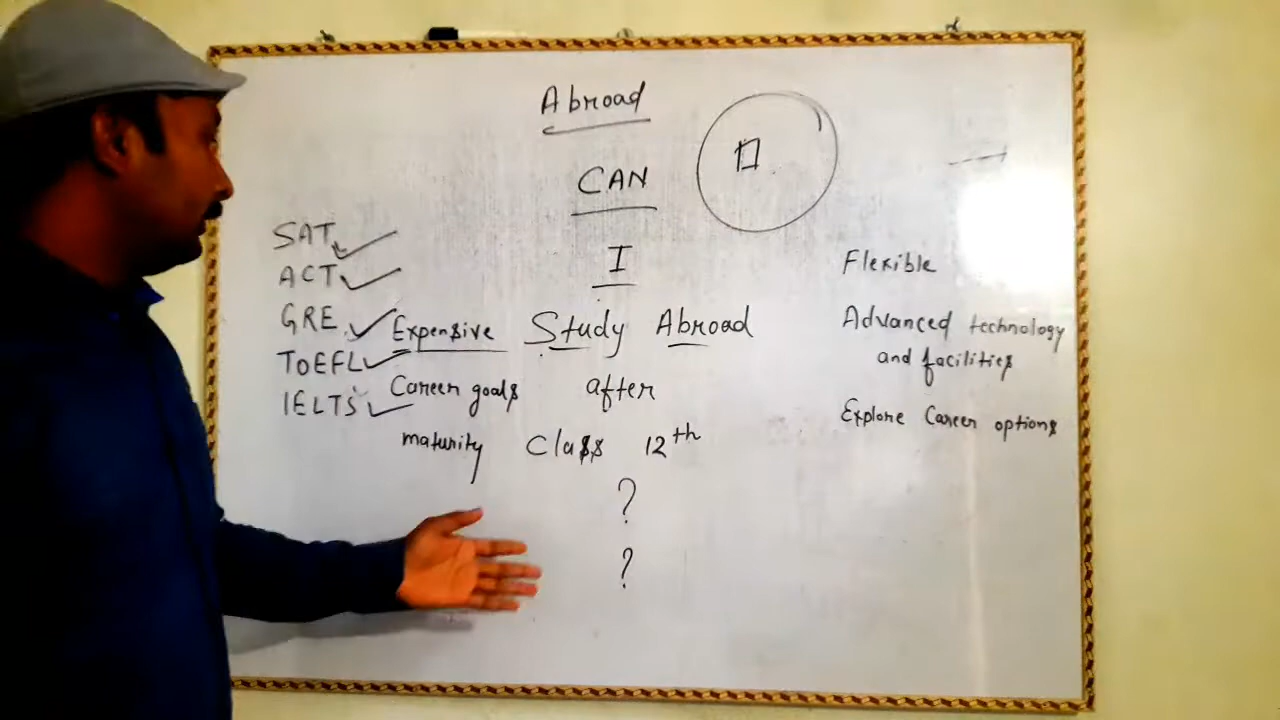 Abroad
CAN
I
Study Abroad
after
Class 12th
?
?
SAT
ACT
GRE
TOEFL
IELTS
Expensive
Career goals
maturity
Flexible
Advanced technology
and facilities
Explore Career options